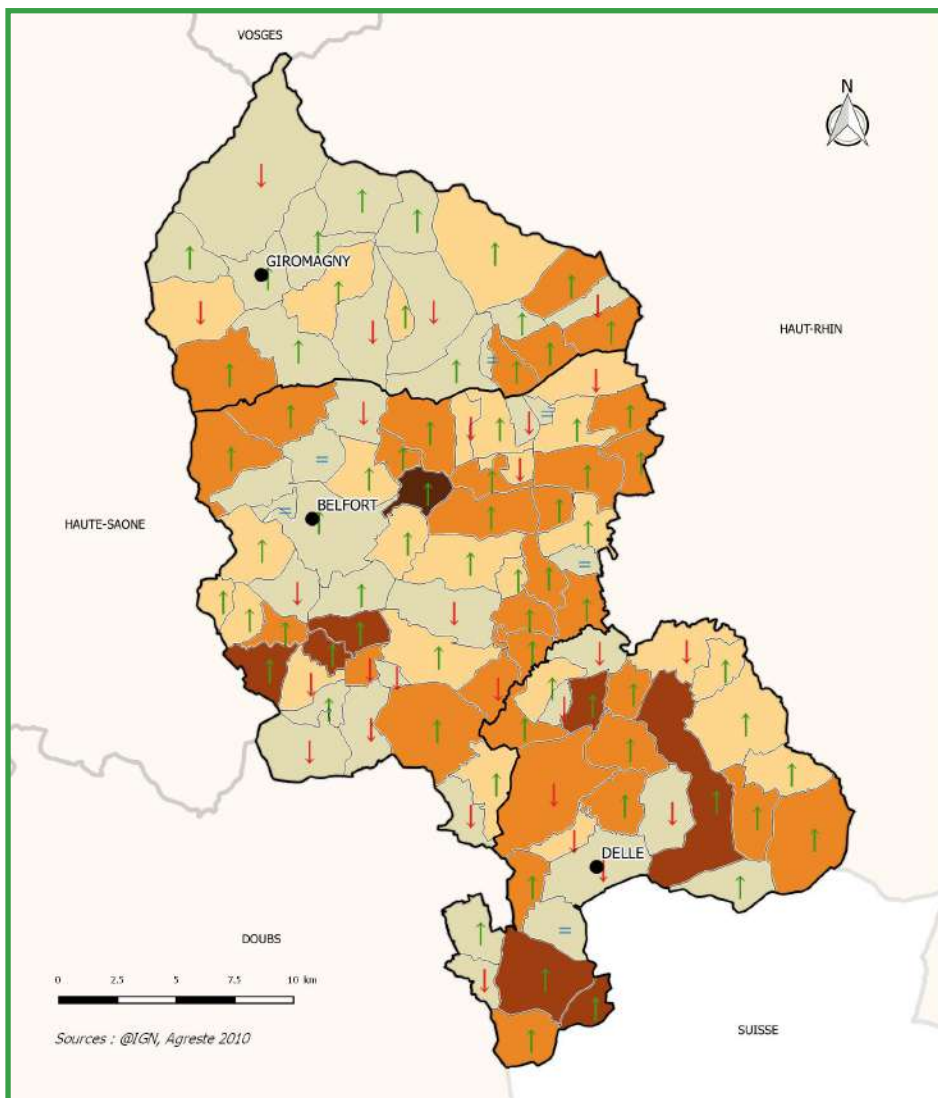 VOSGES
N
GIROMAGNY
HAUT-RHIN
HAUTE-SAONE
BELFORT
DELLE
DOUBS
0 2.5 5 7.5 10 km
Sources : @IGN, Agreste 2010
SUISSE